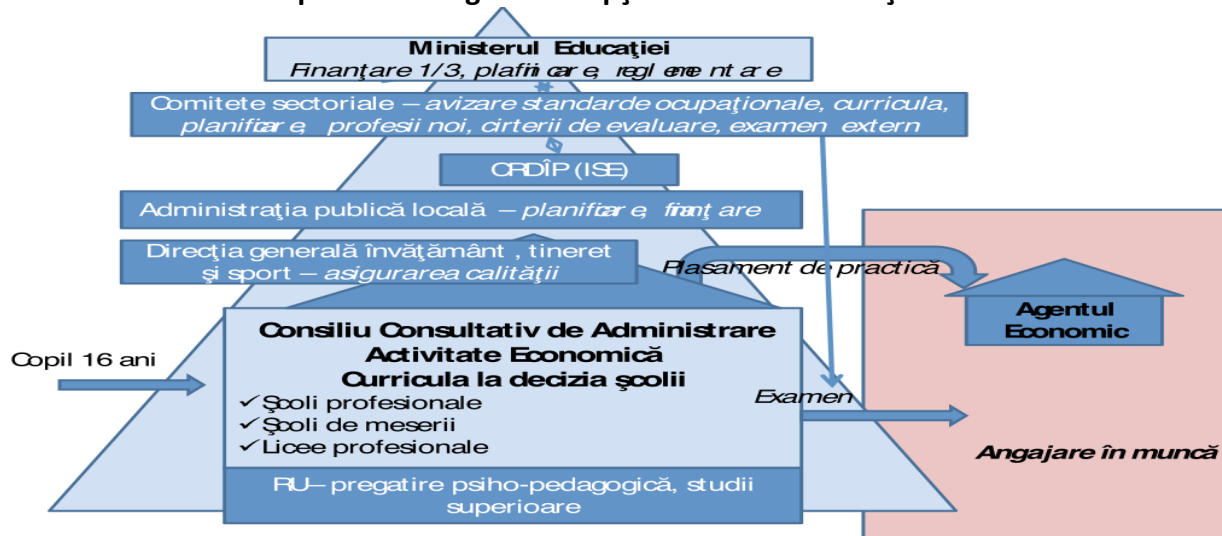 Ministerul Educaţiei
Finanţare 1/3, planificare, reglementare
Comitete sectoriale – avizare standarde ocupaţionale, curricula,
planificare, profesii noi, cirterii de evaluare, examen extern
CRDÎP (ISE)
Administraţia publică locală – planificare, finanţare
Direcţia generală învăţământ , tineret
şi sport – asigurarea calităţii
Plasament de practică
Agentul
Economic
Consiliu Consultativ de Administrare
Activitate Economică
Curricula la decizia şcolii
✓ Şcoli profesionale
✓ Şcoli de meserii
✓ Licee profesionale
Copil 16 ani
Examen
Angajare în muncă
RU– pregatire psiho-pedagogică, studii
superioare